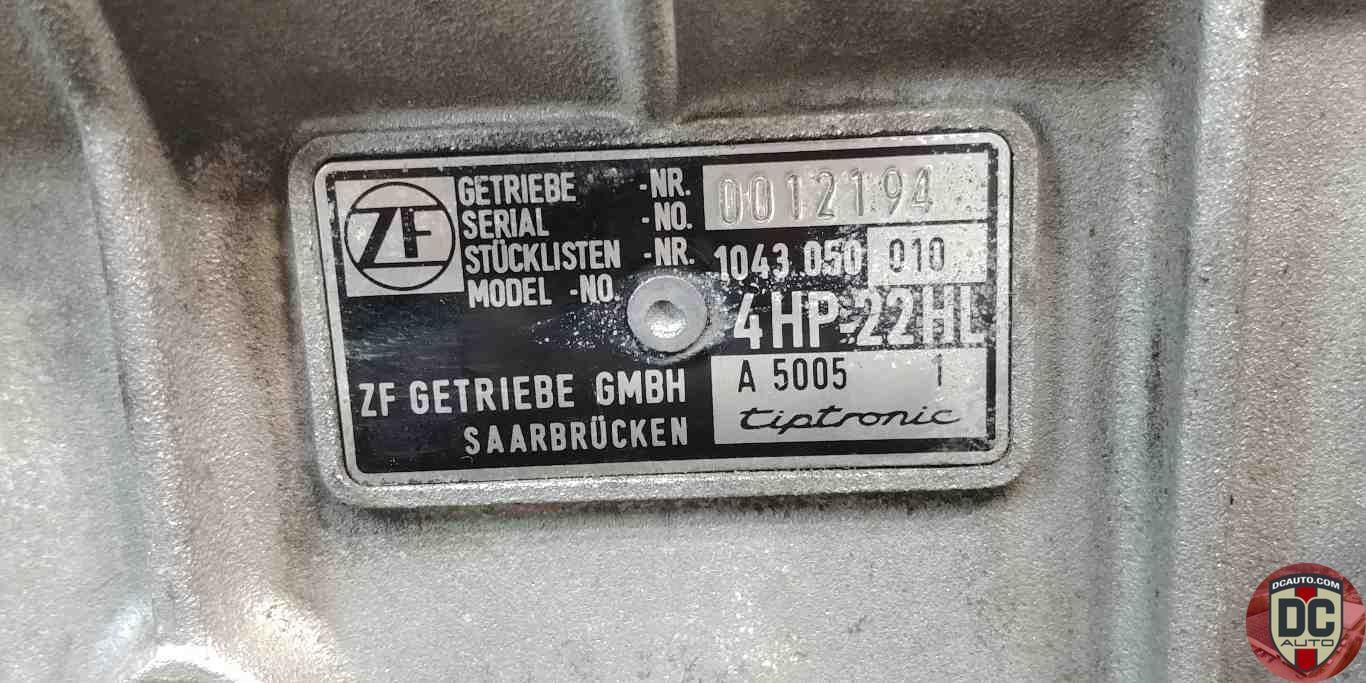 ZF
GETRIEBE -NR. 0012194
SERIAL -NO.
STÜCKLISTEN -NR. 1043 050 010
MODEL -NO. 4HP-22HL
A 5005 1
ZF GETRIEBE GMBH
tiptronic
SAARBRÜCKEN
DCAUTO.COM
DC
AUTO